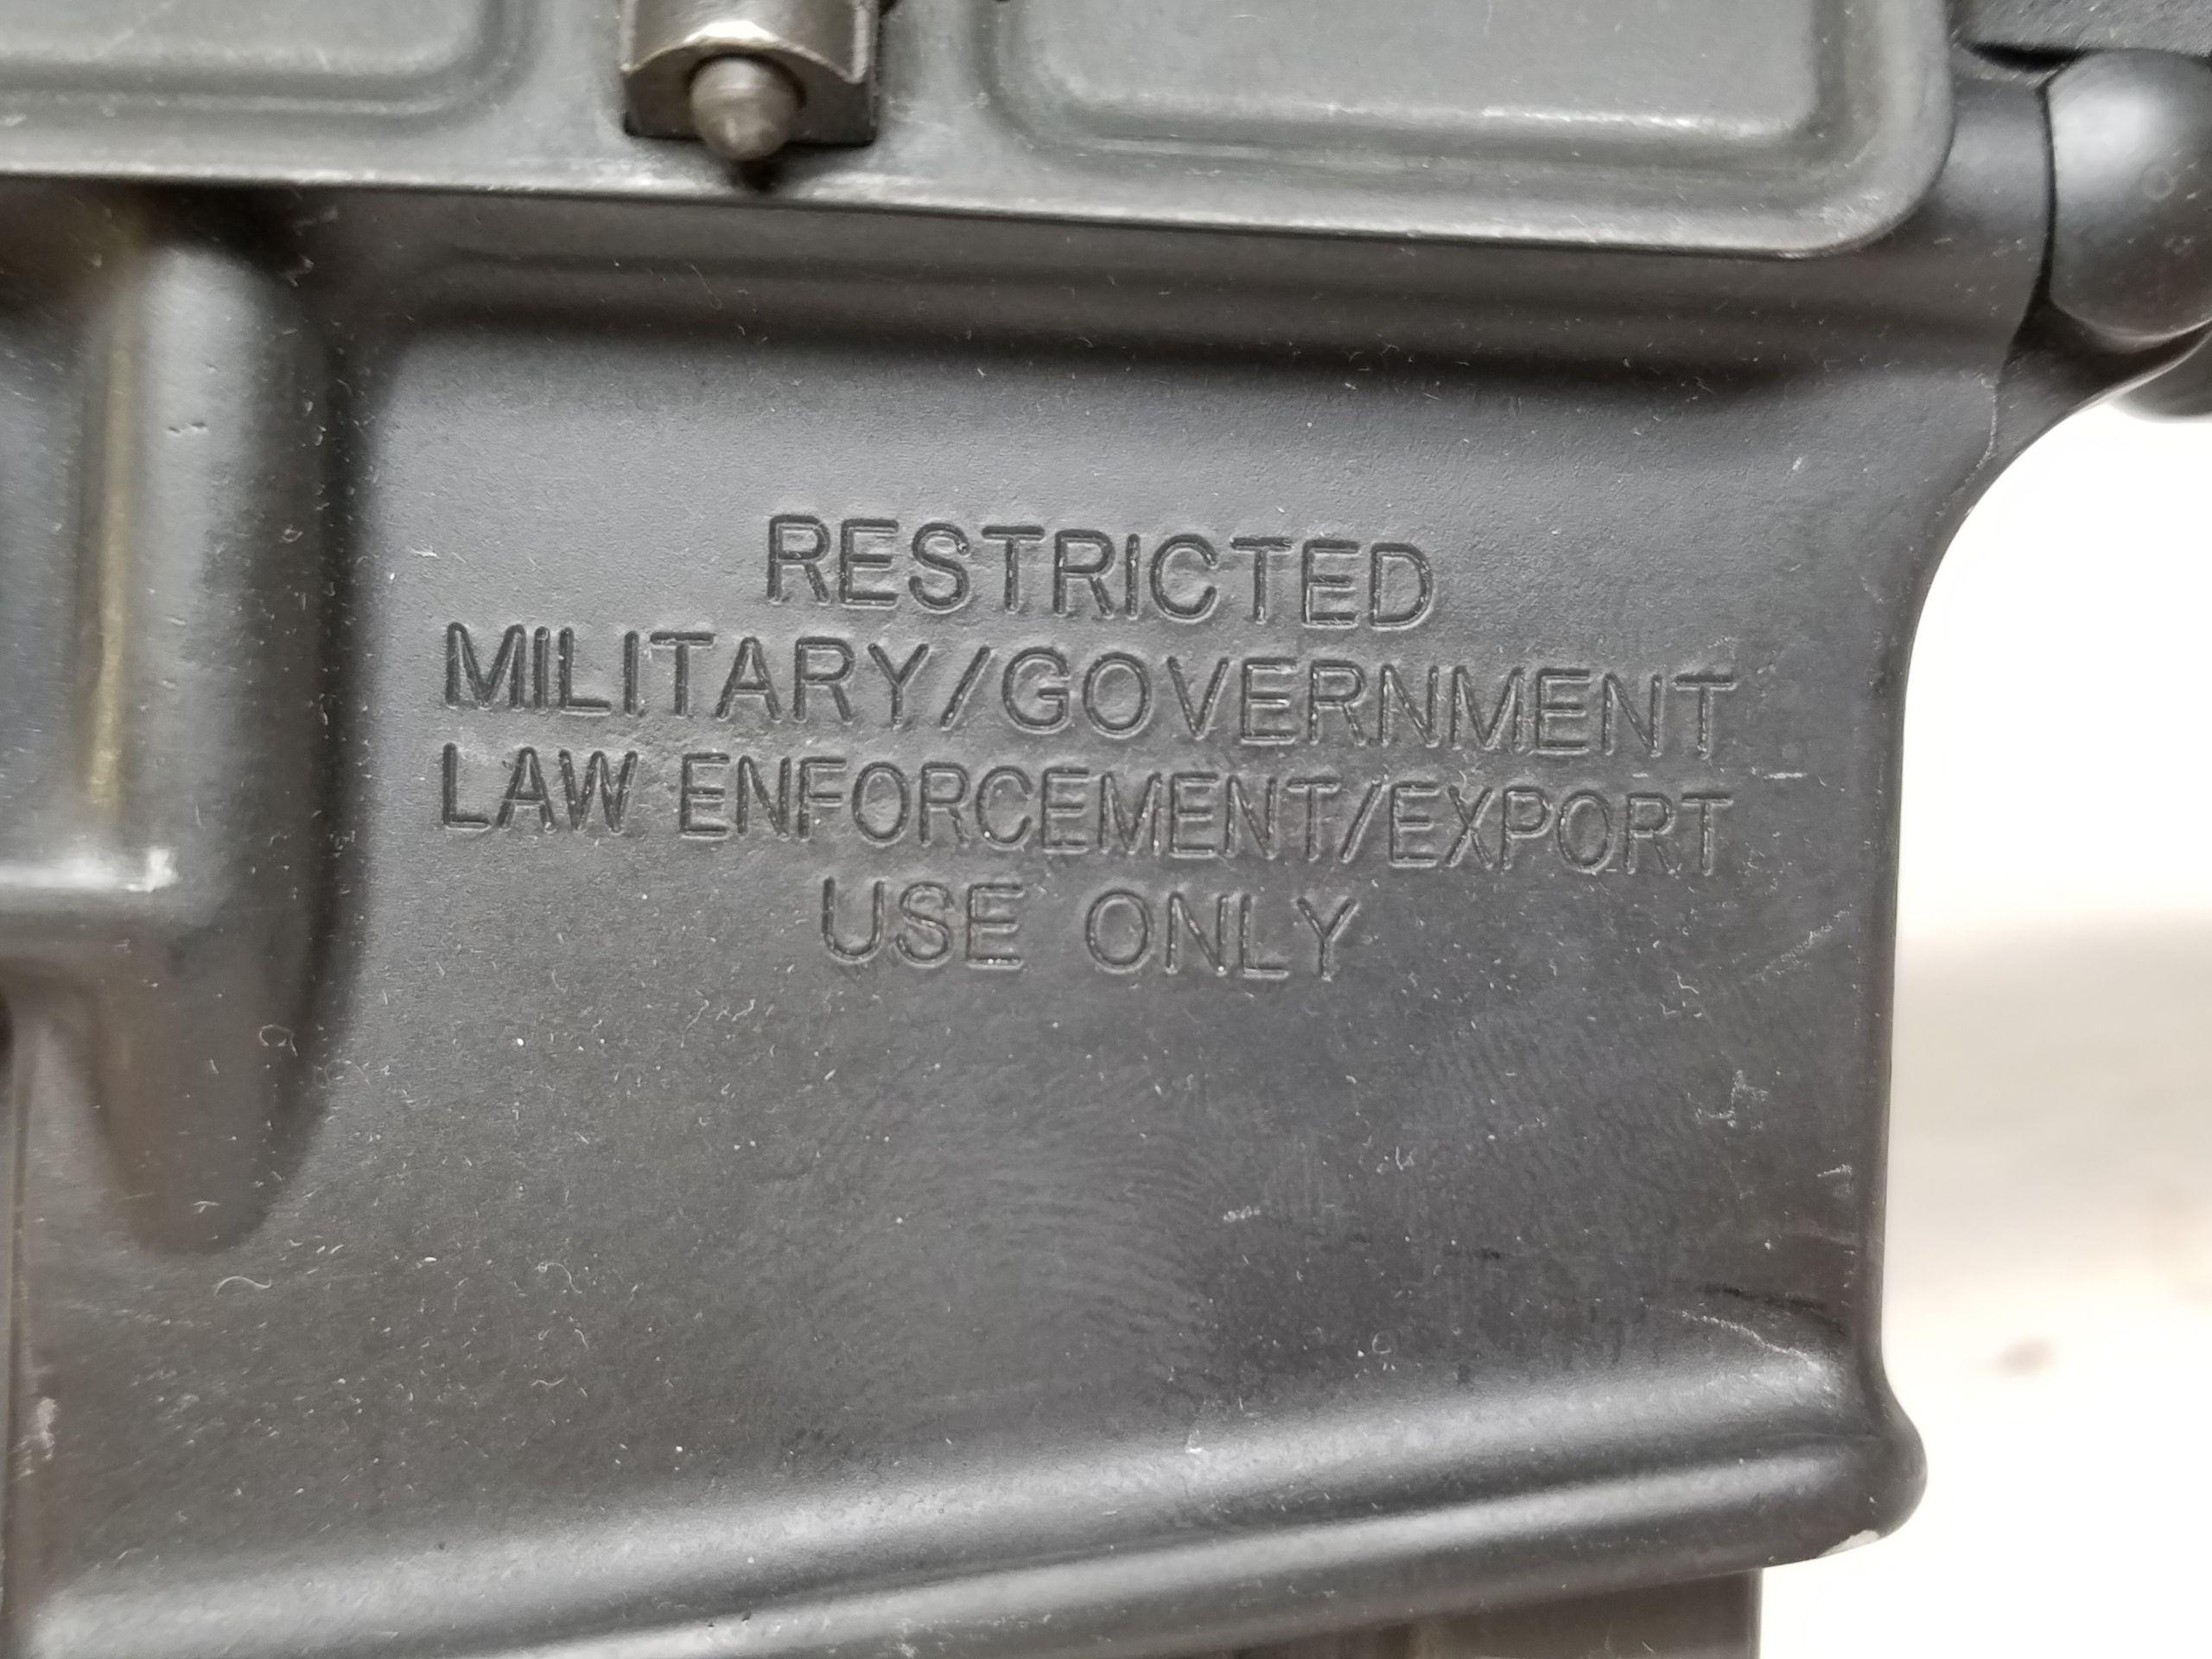 RESTRICTED
MILITARY/GOVERNMENT
LAW ENFORCEMENT/EXPORT
USE ONLY